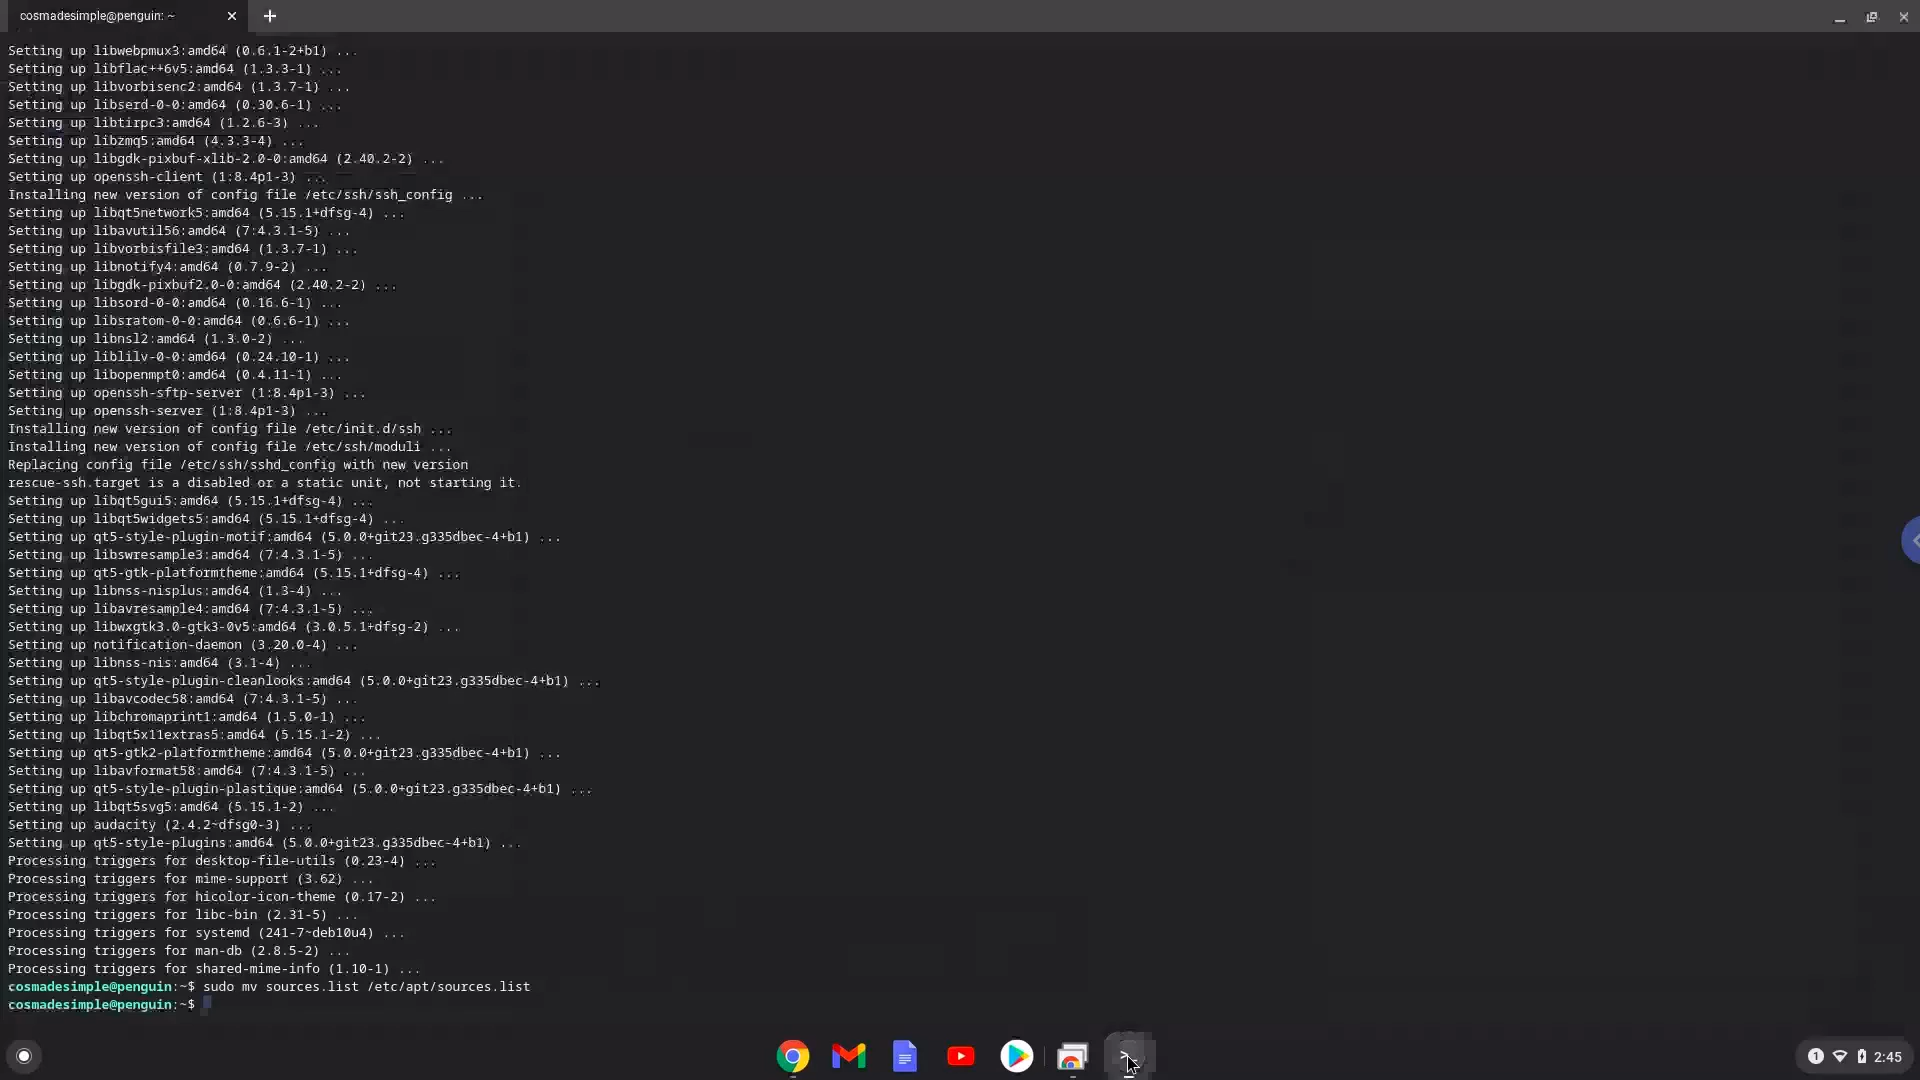 cosmadesimple@penguin: ~
Setting up libwebpmux3:amd64 (0.6.1-2+b1) ...
Setting up libflac++6v5:amd64 (1.3.3-1) ...
Setting up libvorbisenc2:amd64 (1.3.7-1) ...
Setting up libserd-0-0:amd64 (0.30.6-1) ...
Setting up libtirpc3:amd64 (1.2.6-3) ...
Setting up libzmq5:amd64 (4.3.3-4) ...
Setting up libgdk-pixbuf-xlib-2.0-0:amd64 (2.40.2-2) ...
Setting up openssh-client (1:8.4p1-3) ...
Installing new version of config file /etc/ssh/ssh_config ...
Setting up libqt5network5:amd64 (5.15.1+dfsg-4) ...
Setting up libavutil56:amd64 (7:4.3.1-5) ...
Setting up libvorbisfile3:amd64 (1.3.7-1) ...
Setting up libnotify4:amd64 (0.7.9-2) ...
Setting up libgdk-pixbuf2.0-0:amd64 (2.40.2-2) ...
Setting up libsord-0-0:amd64 (0.16.6-1) ...
Setting up libsratom-0-0:amd64 (0.6.6-1) ...
Setting up libnsl2:amd64 (1.3.0-2) ...
Setting up liblilv-0-0:amd64 (0.24.10-1) ...
Setting up libopenmpt0:amd64 (0.4.11-1) ...
Setting up openssh-sftp-server (1:8.4p1-3) ...
Setting up openssh-server (1:8.4p1-3) ...
Installing new version of config file /etc/init.d/ssh ...
Installing new version of config file /etc/ssh/moduli ...
Replacing config file /etc/ssh/sshd_config with new version
rescue-ssh.target is a disabled or a static unit, not starting it.
Setting up libqt5gui5:amd64 (5.15.1+dfsg-4) ...
Setting up libqt5widgets5:amd64 (5.15.1+dfsg-4) ...
Setting up qt5-style-plugin-motif:amd64 (5.0.0+git23.g335dbec-4+b1) ...
Setting up libswresample3:amd64 (7:4.3.1-5) ...
Setting up qt5-gtk-platformtheme:amd64 (5.15.1+dfsg-4) ...
Setting up libnss-nisplus:amd64 (1.3-4) ...
Setting up libavresample4:amd64 (7:4.3.1-5) ...
Setting up libwxgtk3.0-gtk3-0v5:amd64 (3.0.5.1+dfsg-2) ...
Setting up notification-daemon (3.20.0-4) ...
Setting up libnss-nis:amd64 (3.1-4) ...
Setting up qt5-style-plugin-cleanlooks:amd64 (5.0.0+git23.g335dbec-4+b1) ...
Setting up libavcodec58:amd64 (7:4.3.1-5) ...
Setting up libchromaprint1:amd64 (1.5.0-1) ...
Setting up libqt5x11extras5:amd64 (5.15.1-2) ...
Setting up qt5-gtk2-platformtheme:amd64 (5.0.0+git23.g335dbec-4+b1) ...
Setting up libavformat58:amd64 (7:4.3.1-5) ...
Setting up qt5-style-plugin-plastique:amd64 (5.0.0+git23.g335dbec-4+b1) ...
Setting up libqt5svg5:amd64 (5.15.1-2) ...
Setting up audacity (2.4.2~dfsg0-3) ...
Setting up qt5-style-plugins:amd64 (5.0.0+git23.g335dbec-4+b1) ...
Processing triggers for desktop-file-utils (0.23-4) ...
Processing triggers for mime-support (3.62) ...
Processing triggers for hicolor-icon-theme (0.17-2) ...
Processing triggers for libc-bin (2.31-5) ...
Processing triggers for systemd (241-7~deb10u4) ...
Processing triggers for man-db (2.8.5-2) ...
Processing triggers for shared-mime-info (1.10-1) ...
cosmadesimple@penguin:~$ sudo mv sources.list /etc/apt/sources.list
cosmadesimple@penguin:~$
1 2:45